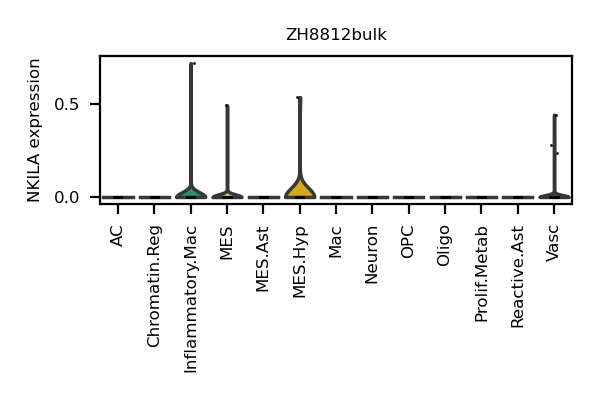 ZH8812bulk
NKILA expression
0.5
0.0
AC
Chromatin.Reg
Inflammatory.Mac
MES
MES.Ast
MES.Hyp
Mac
Neuron
OPC
Oligo
Prolif.Metab
Reactive.Ast
Vasc